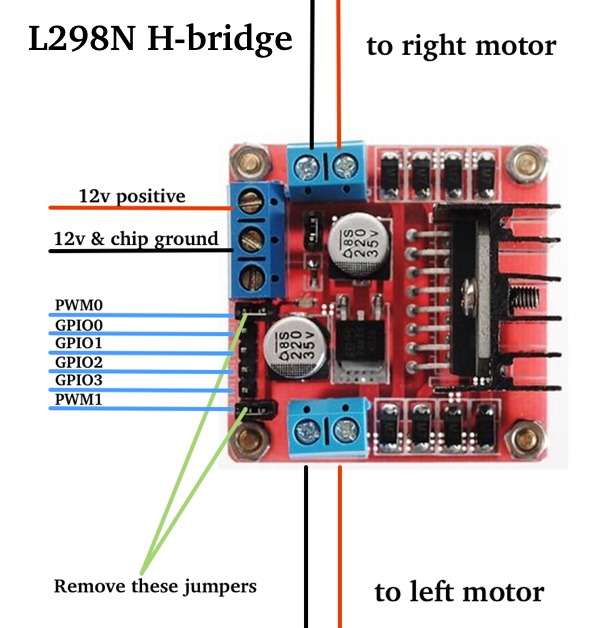 L298N H-bridge
to right motor
12v positive
12v & chip ground
PWM0
GPIO0
GPIO1
GPIO2
GPIO3
PWM1
8S
220
35V
8S
220
35V
Remove these jumpers
to left motor